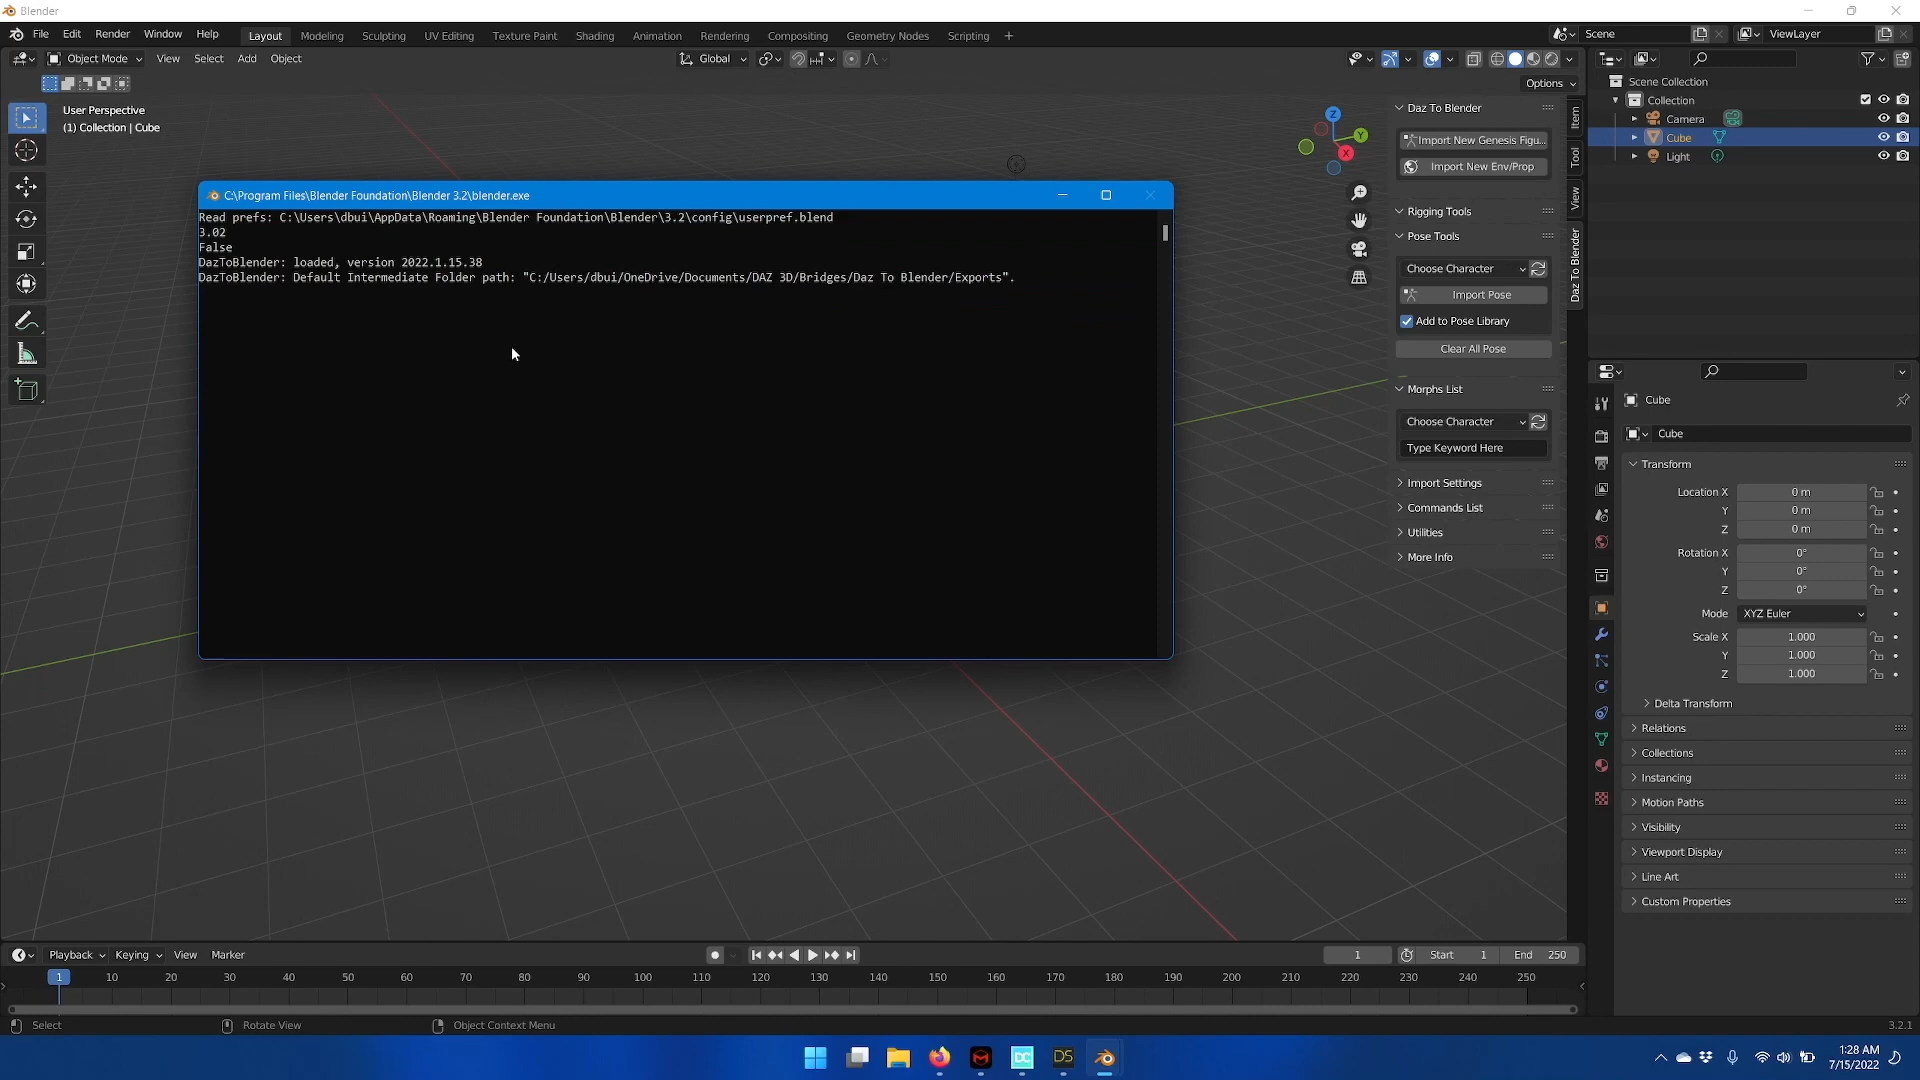 Blender
File Edit Render Window Help
Layout Modeling Sculpting UV Editing Texture Paint Shading Animation Rendering Compositing Geometry Nodes Scripting +
Scene
ViewLayer
Object Mode View Select Add Object
Global
Options
User Perspective
(1) Collection | Cube
C:\Program Files\Blender Foundation\Blender 3.2\blender.exe
Read prefs: C:\Users\dbui\AppData\Roaming\Blender Foundation\Blender\3.2\config\userpref.blend
3.02
False
DazToBlender: loaded, version 2022.1.15.38
DazToBlender: Default Intermediate Folder path: "C:/Users/dbui/OneDrive/Documents/DAZ 3D/Bridges/Daz To Blender/Exports".
Z
Y
X
Daz To Blender
Import New Genesis Figu...
Import New Env/Prop
Rigging Tools
Pose Tools
Choose Character
Import Pose
Add to Pose Library
Clear All Pose
Morphs List
Choose Character
Type Keyword Here
Import Settings
Commands List
Utilities
More Info
Item
Tool
View
Daz To Blender
Scene Collection
Collection
Camera
Cube
Light
Cube
Cube
Transform
Location X 0 m
Y 0 m
Z 0 m
Rotation X 0°
Y 0°
Z 0°
Mode XYZ Euler
Scale X 1.000
Y 1.000
Z 1.000
Delta Transform
Relations
Collections
Instancing
Motion Paths
Visibility
Viewport Display
Line Art
Custom Properties
Playback Keying View Marker
1 Start 1 End 250
1 10 20 30 40 50 60 70 80 90 100 110 120 130 140 150 160 170 180 190 200 210 220 230 240 250
Select Rotate View Object Context Menu
3.2.1
DC
DS
1:28 AM
7/15/2022